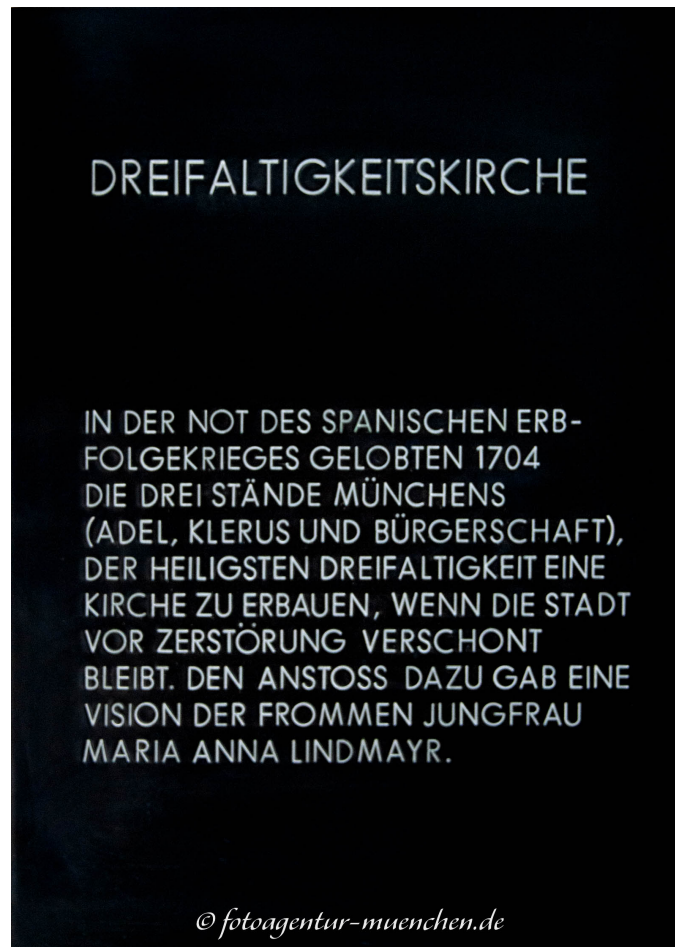 DREIFALTIGKEITSKIRCHE
IN DER NOT DES SPANISCHEN ERB-
FOLGEKRIEGES GELOBTEN 1704
DIE DREI STÄNDE MÜNCHENS
(ADEL, KLERUS UND BÜRGERSCHAFT),
DER HEILIGSTEN DREIFALTIGKEIT EINE
KIRCHE ZU ERBAUEN, WENN DIE STADT
VOR ZERSTÖRUNG VERSCHONT
BLEIBT. DEN ANSTOSS DAZU GAB EINE
VISION DER FROMMEN JUNGFRAU
MARIA ANNA LINDMAYR.
© fotoagentur-muenchen.de